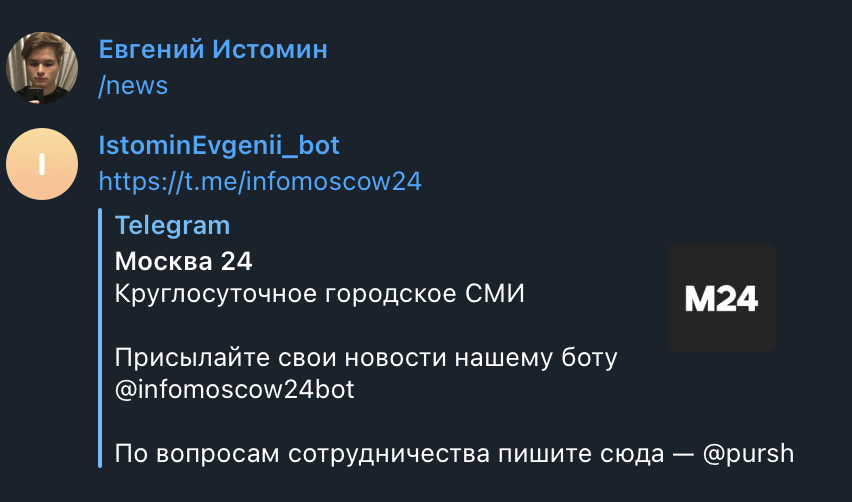 Евгений Истомин
/news
I
IstominEvgenii_bot
https://t.me/infomoscow24
Telegram
Москва 24
Круглосуточное городское СМИ
M24
Присылайте свои новости нашему боту
@infomoscow24bot
По вопросам сотрудничества пишите сюда — @pursh